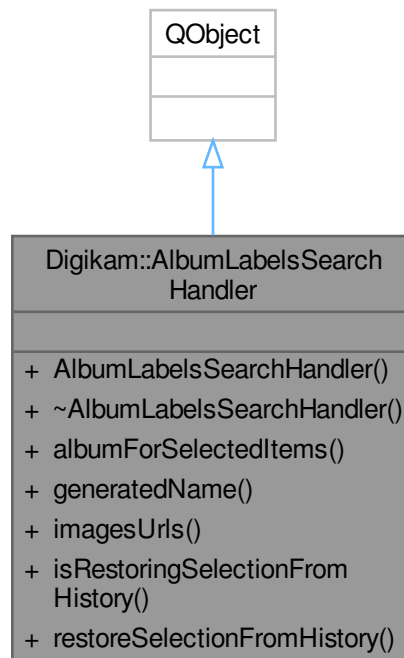 QObject
Digikam::AlbumLabelsSearch
Handler
+ AlbumLabelsSearchHandler()
+ ~AlbumLabelsSearchHandler()
+ albumForSelectedItems()
+ generatedName()
+ imagesUrls()
+ isRestoringSelectionFrom
History()
+ restoreSelectionFromHistory()